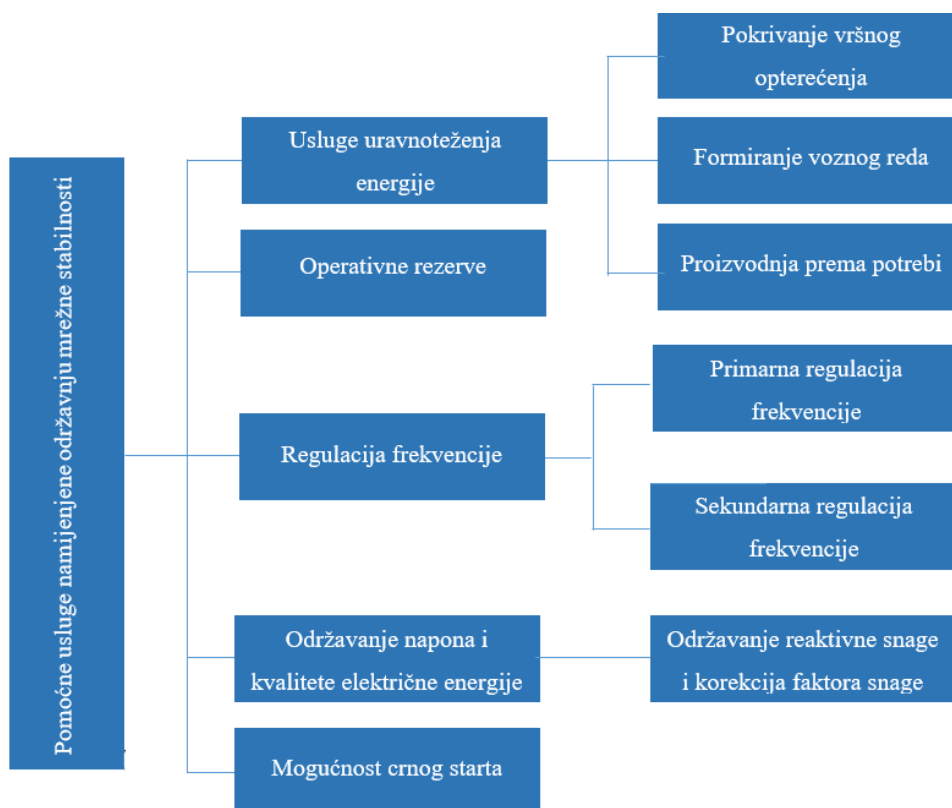 Pomoćne usluge namijenjene održavnju mrežne stabilnosti
Usluge uravnoteženja
energije
Pokrivanje vršnog
opterećenja
Formiranje voznog reda
Proizvodnja prema potrebi
Operativne rezerve
Regulacija frekvencije
Primarna regulacija
frekvencije
Sekundarna regulacija
frekvencije
Održavanje napona i
kvalitete električne energije
Održavanje reaktivne snage
i korekcija faktora snage
Mogućnost crnog starta